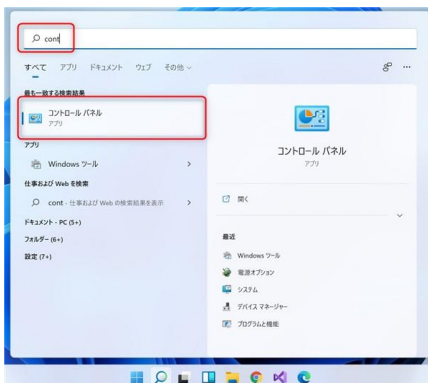 cont
すべて アプリ ドキュメント ウェブ その他
最も一致する検索結果
コントロール パネル
アプリ
アプリ
Windows ツール
仕事および Web を検索
cont - 仕事および Web の検索結果を表示
ドキュメント - PC (5+)
フォルダー (6+)
設定 (7+)
コントロール パネル
アプリ
開く
最近
Windows ツール
電源オプション
システム
デバイス マネージャー
プログラムと機能